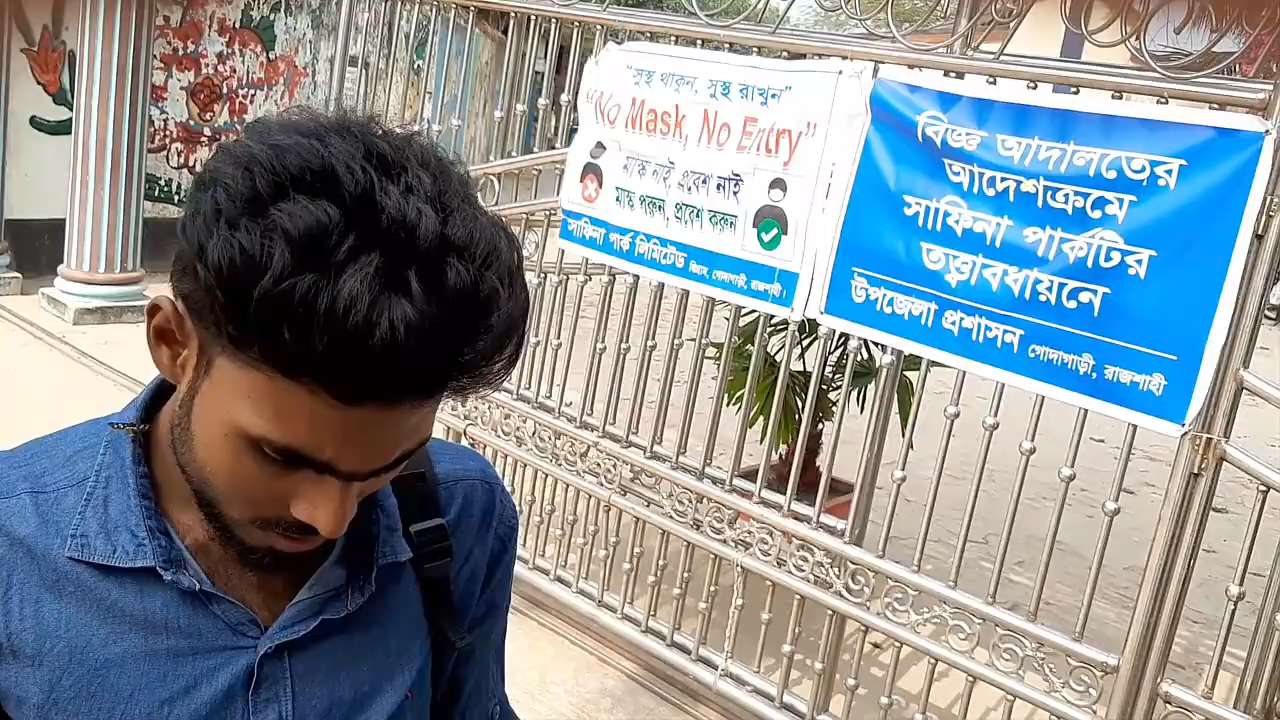 "সুস্থ থাকুন, সুস্থ রাখুন"
"No Mask, No Entry"
মাস্ক নাই, প্রবেশ নাই
মাস্ক পরুন, প্রবেশ করুন
সাফিনা পার্ক লিমিটেড দিগ্রাম, গোদাগাড়ী, রাজশাহী।
বিজ্ঞ আদালতের
আদেশক্রমে
সাফিনা পার্কটির
তত্ত্বাবধায়নে
উপজেলা প্রশাসন গোদাগাড়ী, রাজশাহী